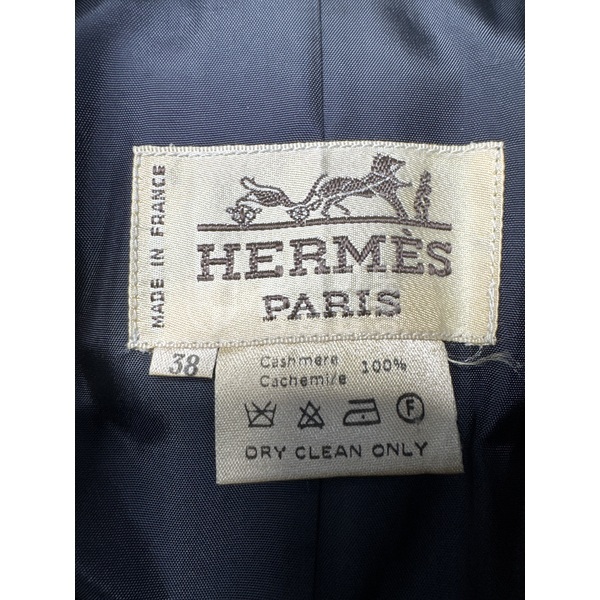 MADE IN FRANCE
HERMÈS
PARIS
38
Cashmere 100%
Cachemire
F
DRY CLEAN ONLY